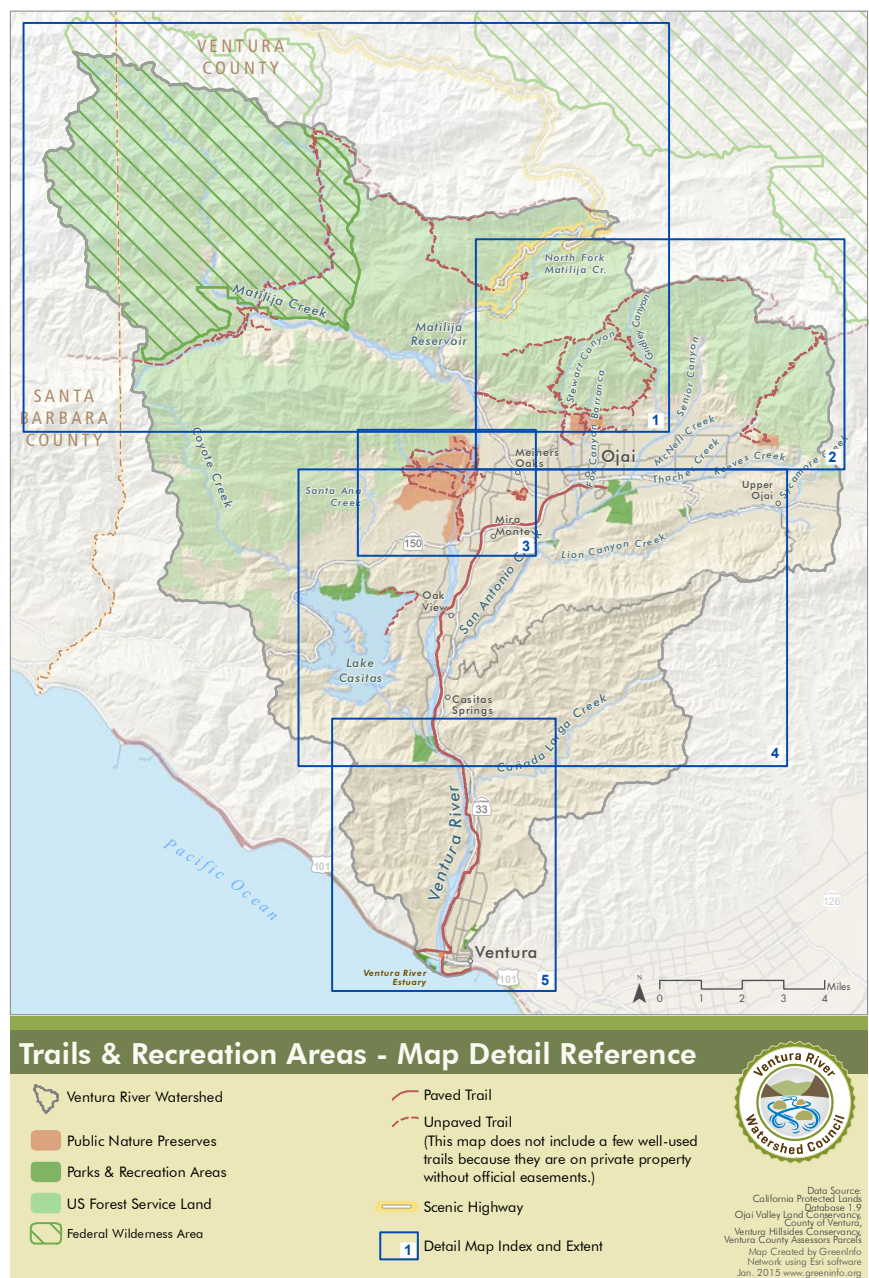 VENTURA
COUNTY
North Fork
Matilija Cr.
Matilija Creek
Matilija
Reservoir
Gridley Canyon
Stewart Canyon
Senior Canyon
Fox Canyon Barranca
SANTA
BARBARA
COUNTY
1
McNell Creek
Coyote Creek
Meiners
Oaks
Ojai
Thacher Creek
Reeves Creek
2
Sycamore Creek
Santa Ana
Creek
Upper
Ojai
Mira
Monte
150
3
Lion Canyon Creek
San Antonio Creek
Oak
View
Lake
Casitas
Casitas
Springs
Cañada Larga Creek
4
33
Ventura River
Pacific Ocean
101
126
Ventura
Ventura River
Estuary
101
5
N
Miles
0 1 2 3 4
Trails & Recreation Areas - Map Detail Reference
Ventura River Watershed
Public Nature Preserves
Parks & Recreation Areas
US Forest Service Land
Federal Wilderness Area
Paved Trail
Unpaved Trail
(This map does not include a few well-used
trails because they are on private property
without official easements.)
Scenic Highway
1
Detail Map Index and Extent
Ventura River
Watershed Council
Data Source:
California Protected Lands
Database 1.9
Ojai Valley Land Conservancy,
County of Ventura,
Ventura Hillsides Conservancy,
Ventura County Assessors Parcels
Map Created by GreenInfo
Network using Esri software
Jan. 2015 www.greeninfo.org